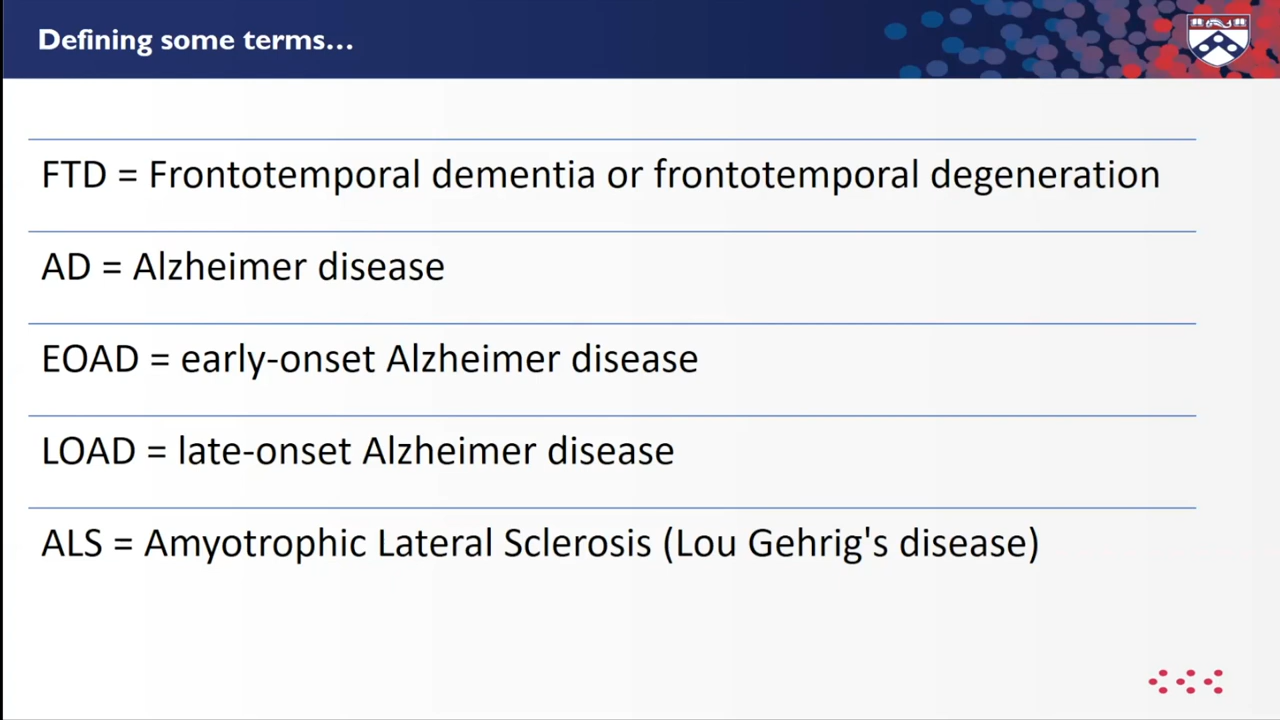 Defining some terms…
FTD = Frontotemporal dementia or frontotemporal degeneration
AD = Alzheimer disease
EOAD = early-onset Alzheimer disease
LOAD = late-onset Alzheimer disease
ALS = Amyotrophic Lateral Sclerosis (Lou Gehrig's disease)